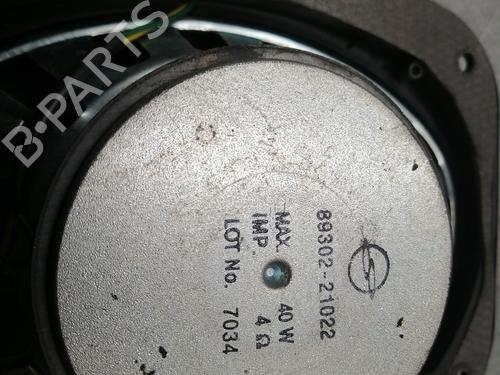 B-PARTS
89302-21022
MAX. 40 W
IMP. 4 Ω
LOT No. 7034